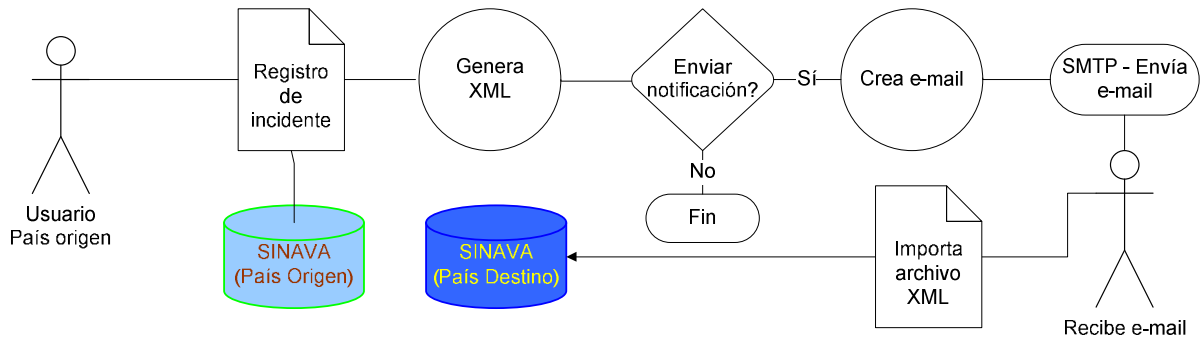 Usuario
País origen
Registro
de
incidente
SINAVA
(País Origen)
Genera
XML
Enviar
notificación?
Sí
No
Fin
Crea e-mail
SMTP - Envía
e-mail
Recibe e-mail
Importa
archivo
XML
SINAVA
(País Destino)